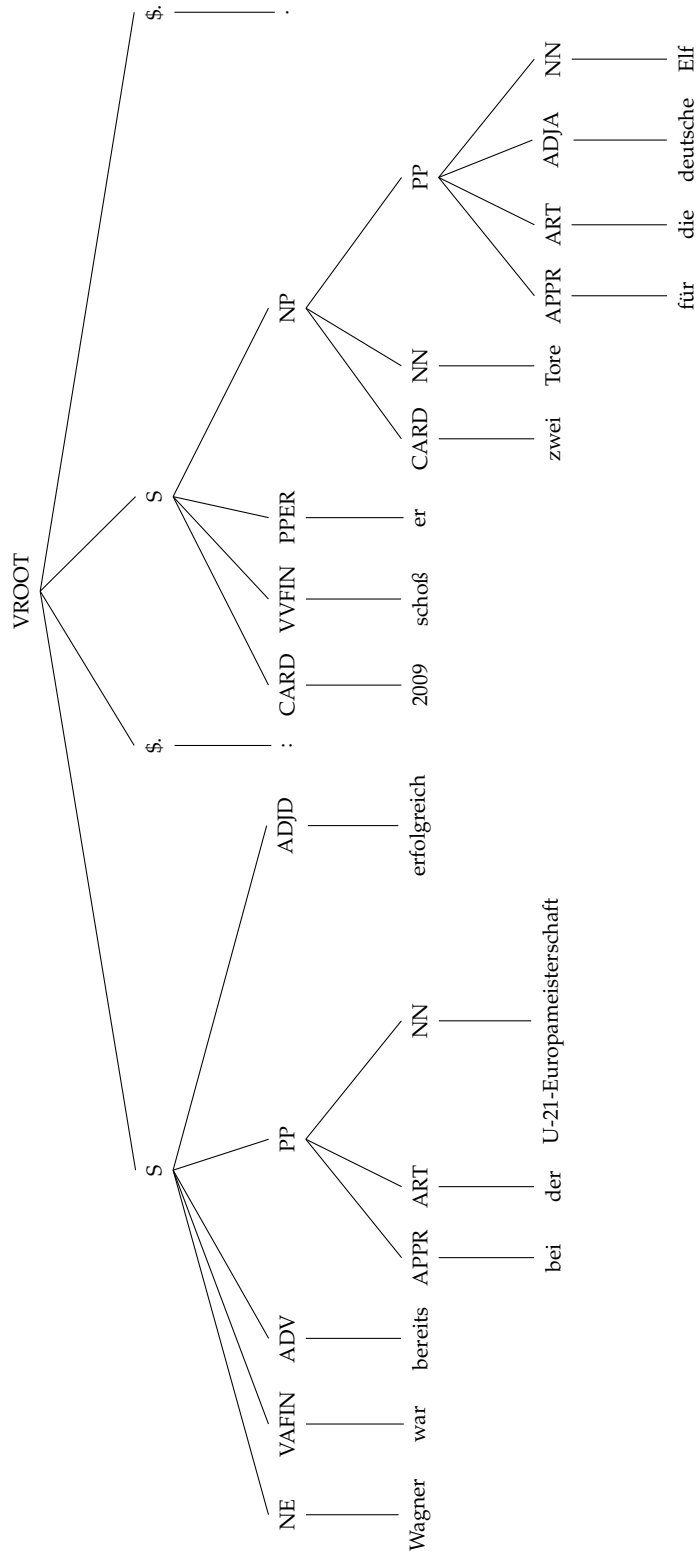 VROOT
S $. S $.
NE VAFIN ADV PP ADJD : CARD VVFIN PPER NP .
Wagner war bereits APPR ART NN erfolgreich 2009 schoß er CARD NN PP
bei der U-21-Europameisterschaft zwei Tore APPR ART ADJA NN
für die deutsche Elf